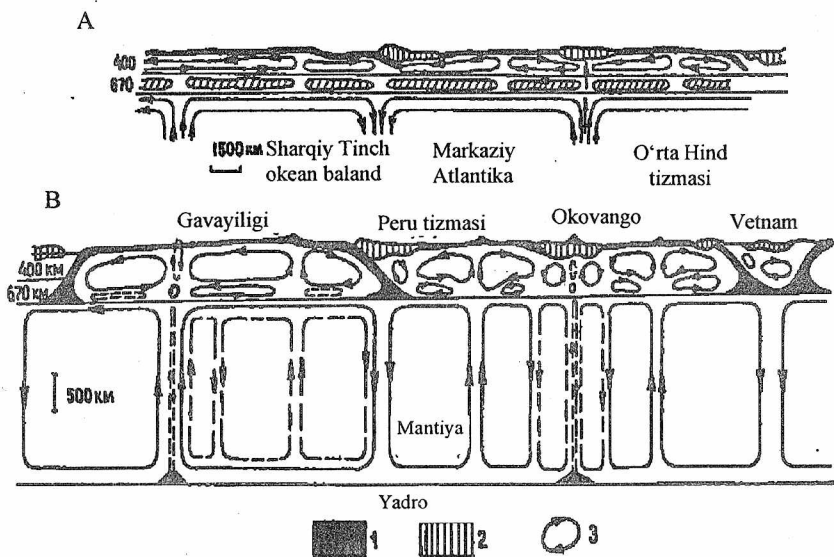 A
400
670
1500 км Sharqiy Tinch
okean baland
Markaziy
Atlantika
O‘rta Hind
tizmasi
B
Gavayiligi
Peru tizmasi
Okovango
Vetnam
400 КМ
670 КМ
500 КМ
Mantiya
Yadro
1
2
3